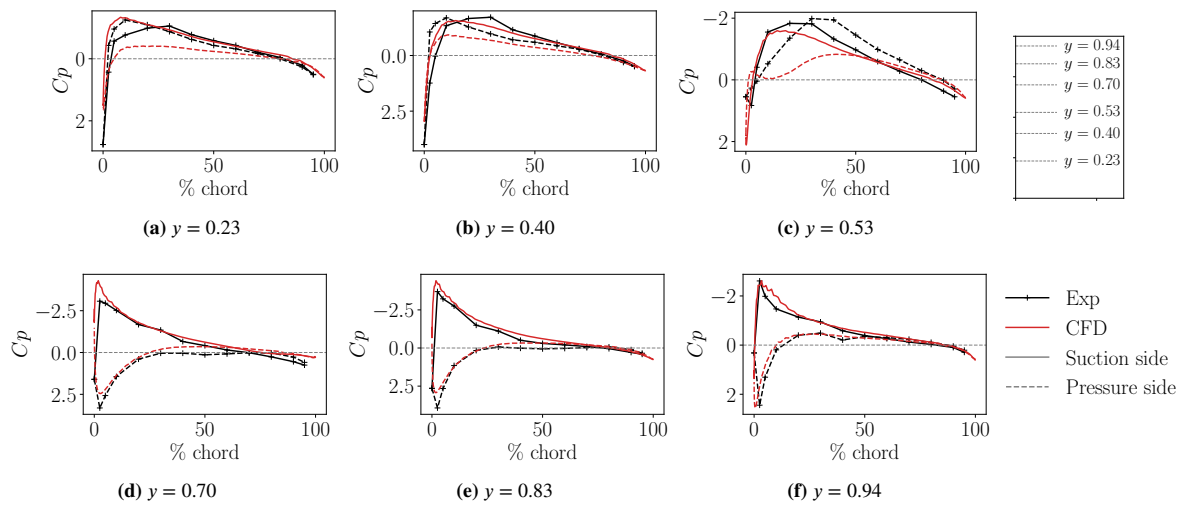 Cp
0
2
0
50
100
% chord
(a) y = 0.23
Cp
0.0
2.5
0
50
100
% chord
(b) y = 0.40
Cp
−2
0
2
0
50
100
% chord
(c) y = 0.53
y = 0.94
y = 0.83
y = 0.70
y = 0.53
y = 0.40
y = 0.23
Cp
−2.5
0.0
2.5
0
50
100
% chord
(d) y = 0.70
Cp
−2.5
0.0
2.5
0
50
100
% chord
(e) y = 0.83
Cp
−2
0
2
0
50
100
% chord
(f) y = 0.94
Exp
CFD
Suction side
Pressure side